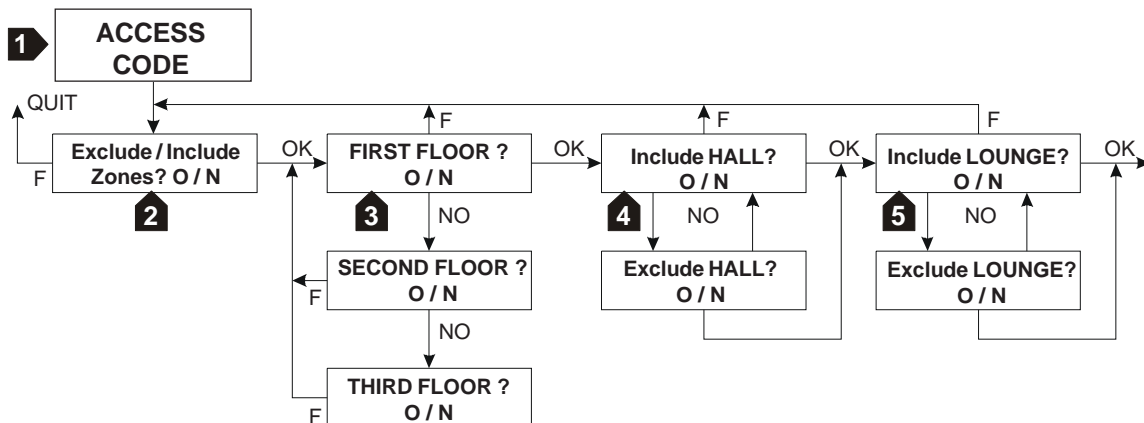 1
ACCESS
CODE
QUIT
F
Exclude / Include
Zones? O / N
2
OK
FIRST FLOOR ?
O / N
3
F
NO
SECOND FLOOR ?
O / N
F
NO
THIRD FLOOR ?
O / N
F
OK
Include HALL?
O / N
4
F
NO
Exclude HALL?
O / N
OK
Include LOUNGE?
O / N
5
F
NO
Exclude LOUNGE?
O / N
OK